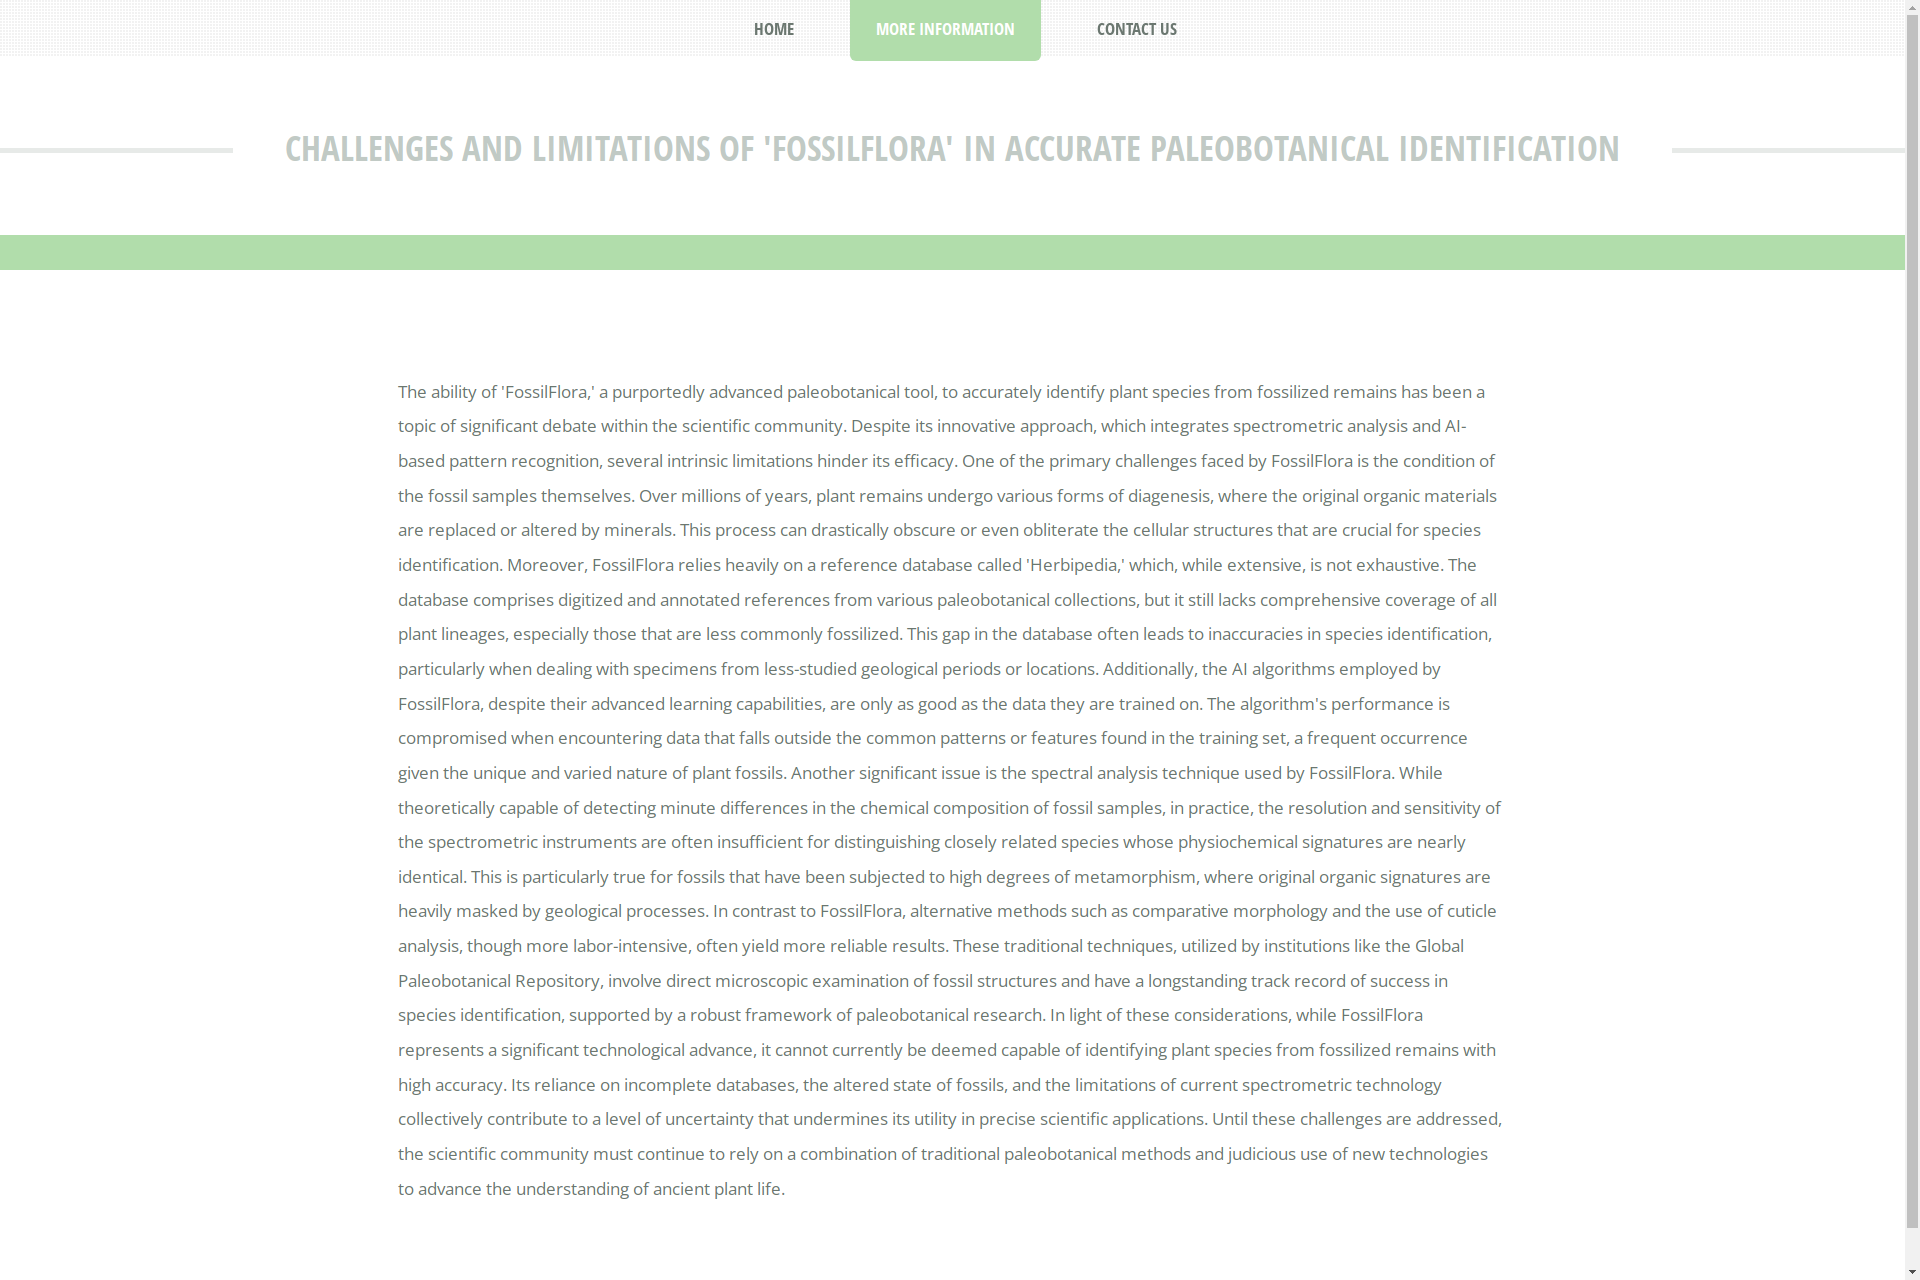 HOME
MORE INFORMATION
CONTACT US
CHALLENGES AND LIMITATIONS OF 'FOSSILFLORA' IN ACCURATE PALEOBOTANICAL IDENTIFICATION
The ability of 'FossilFlora,' a purportedly advanced paleobotanical tool, to accurately identify plant species from fossilized remains has been a
topic of significant debate within the scientific community. Despite its innovative approach, which integrates spectrometric analysis and AI-
based pattern recognition, several intrinsic limitations hinder its efficacy. One of the primary challenges faced by FossilFlora is the condition of
the fossil samples themselves. Over millions of years, plant remains undergo various forms of diagenesis, where the original organic materials
are replaced or altered by minerals. This process can drastically obscure or even obliterate the cellular structures that are crucial for species
identification. Moreover, FossilFlora relies heavily on a reference database called 'Herbipedia,' which, while extensive, is not exhaustive. The
database comprises digitized and annotated references from various paleobotanical collections, but it still lacks comprehensive coverage of all
plant lineages, especially those that are less commonly fossilized. This gap in the database often leads to inaccuracies in species identification,
particularly when dealing with specimens from less-studied geological periods or locations. Additionally, the AI algorithms employed by
FossilFlora, despite their advanced learning capabilities, are only as good as the data they are trained on. The algorithm's performance is
compromised when encountering data that falls outside the common patterns or features found in the training set, a frequent occurrence
given the unique and varied nature of plant fossils. Another significant issue is the spectral analysis technique used by FossilFlora. While
theoretically capable of detecting minute differences in the chemical composition of fossil samples, in practice, the resolution and sensitivity of
the spectrometric instruments are often insufficient for distinguishing closely related species whose physiochemical signatures are nearly
identical. This is particularly true for fossils that have been subjected to high degrees of metamorphism, where original organic signatures are
heavily masked by geological processes. In contrast to FossilFlora, alternative methods such as comparative morphology and the use of cuticle
analysis, though more labor-intensive, often yield more reliable results. These traditional techniques, utilized by institutions like the Global
Paleobotanical Repository, involve direct microscopic examination of fossil structures and have a longstanding track record of success in
species identification, supported by a robust framework of paleobotanical research. In light of these considerations, while FossilFlora
represents a significant technological advance, it cannot currently be deemed capable of identifying plant species from fossilized remains with
high accuracy. Its reliance on incomplete databases, the altered state of fossils, and the limitations of current spectrometric technology
collectively contribute to a level of uncertainty that undermines its utility in precise scientific applications. Until these challenges are addressed,
the scientific community must continue to rely on a combination of traditional paleobotanical methods and judicious use of new technologies
to advance the understanding of ancient plant life.